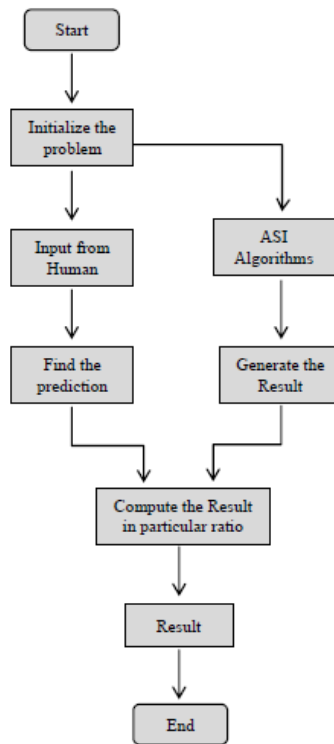 Start
Initialize the
problem
Input from
Human
ASI
Algorithms
Find the
prediction
Generate the
Result
Compute the Result
in particular ratio
Result
End